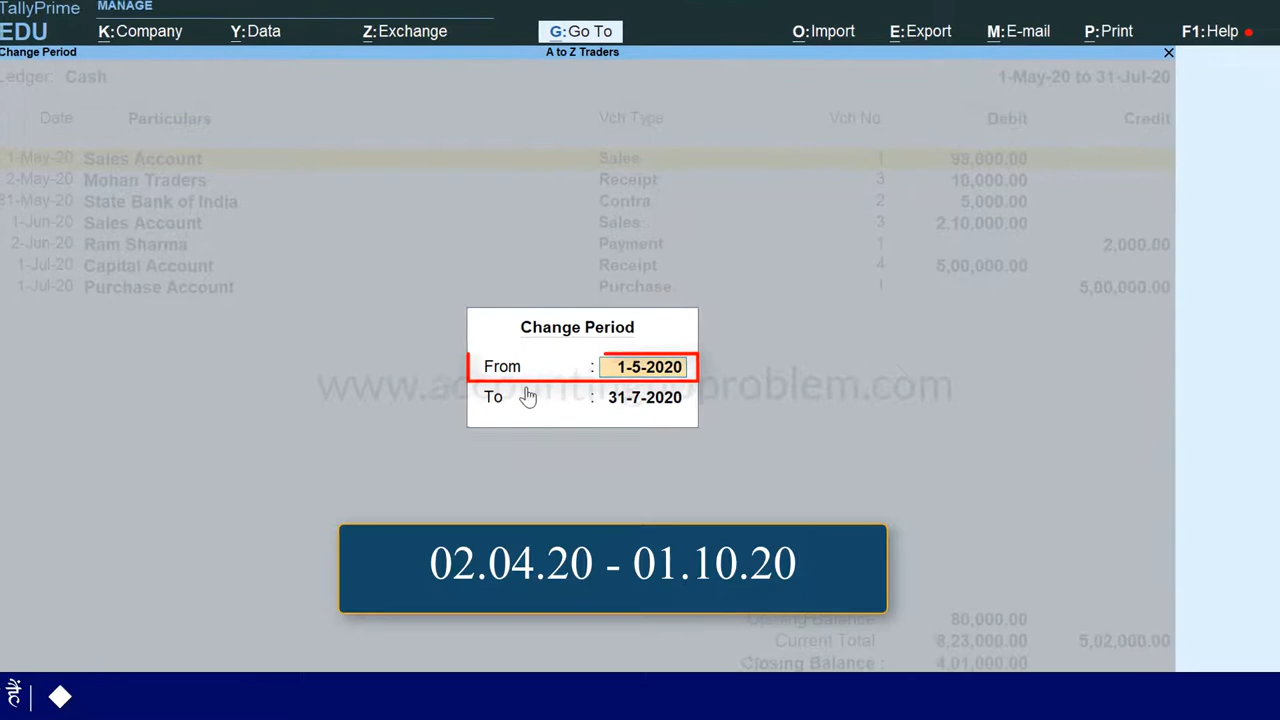 TallyPrime
MANAGE
EDU
K:Company
Y:Data
Z:Exchange
G:Go To
O:Import
E:Export
M:E-mail
P:Print
F1:Help
Change Period
A to Z Traders
Ledger: Cash
1-May-20 to 31-Jul-20
Date Particulars Vch Type Vch No. Debit Credit
1-May-20 Sales Account Sales 1 98,000.00
2-May-20 Mohan Traders Receipt 3 10,000.00
31-May-20 State Bank of India Contra 2 5,000.00
1-Jun-20 Sales Account Sales 3 2,10,000.00
2-Jun-20 Ram Sharma Payment 1 2,000.00
1-Jul-20 Capital Account Receipt 4 5,00,000.00
1-Jul-20 Purchase Account Purchase 1 5,00,000.00
Change Period
From : 1-5-2020
To : 31-7-2020
02.04.20 - 01.10.20
Opening Balance : 80,000.00
Current Total 8,23,000.00 5,02,000.00
Closing Balance : 4,01,000.00
हैं